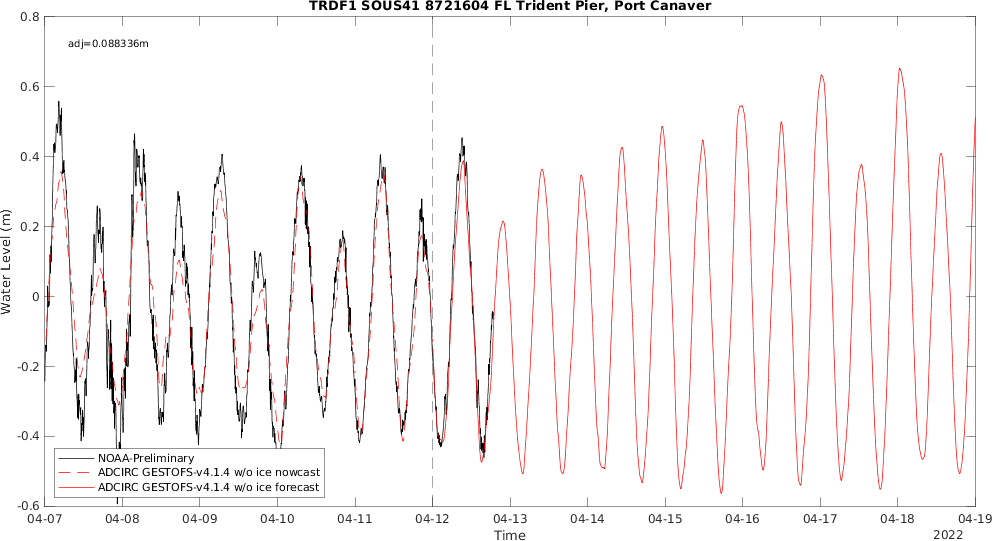 TRDF1 SOUS41 8721604 FL Trident Pier, Port Canaver
adj=0.088336m
Water Level (m)
0.8
0.6
0.4
0.2
0
-0.2
-0.4
-0.6
NOAA-Preliminary
ADCIRC GESTOFS-v4.1.4 w/o ice nowcast
ADCIRC GESTOFS-v4.1.4 w/o ice forecast
04-07 04-08 04-09 04-10 04-11 04-12 04-13 04-14 04-15 04-16 04-17 04-18 04-19
Time
2022